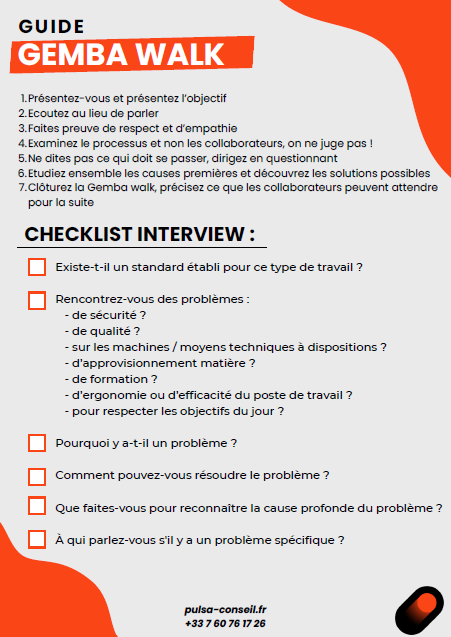 GUIDE
GEMBA WALK
1.Présentez-vous et présentez l'objectif
2.Ecoutez au lieu de parler
3.Faites preuve de respect et d'empathie
4.Examinez le processus et non les collaborateurs, on ne juge pas !
5.Ne dites pas ce qui doit se passer, dirigez en questionnant
6.Etudiez ensemble les causes premières et découvrez les solutions possibles
7.Clôturez la Gemba walk, précisez ce que les collaborateurs peuvent attendre
pour la suite
CHECKLIST INTERVIEW :
Existe-t-il un standard établi pour ce type de travail ?
Rencontrez-vous des problèmes :
- de sécurité ?
- de qualité ?
- sur les machines / moyens techniques à dispositions ?
- d'approvisionnement matière ?
- de formation ?
- d'ergonomie ou d'efficacité du poste de travail ?
- pour respecter les objectifs du jour ?
Pourquoi y a-t-il un problème ?
Comment pouvez-vous résoudre le problème ?
Que faites-vous pour reconnaître la cause profonde du problème ?
À qui parlez-vous s'il y a un problème spécifique ?
pulsa-conseil.fr
+33 7 60 76 17 26